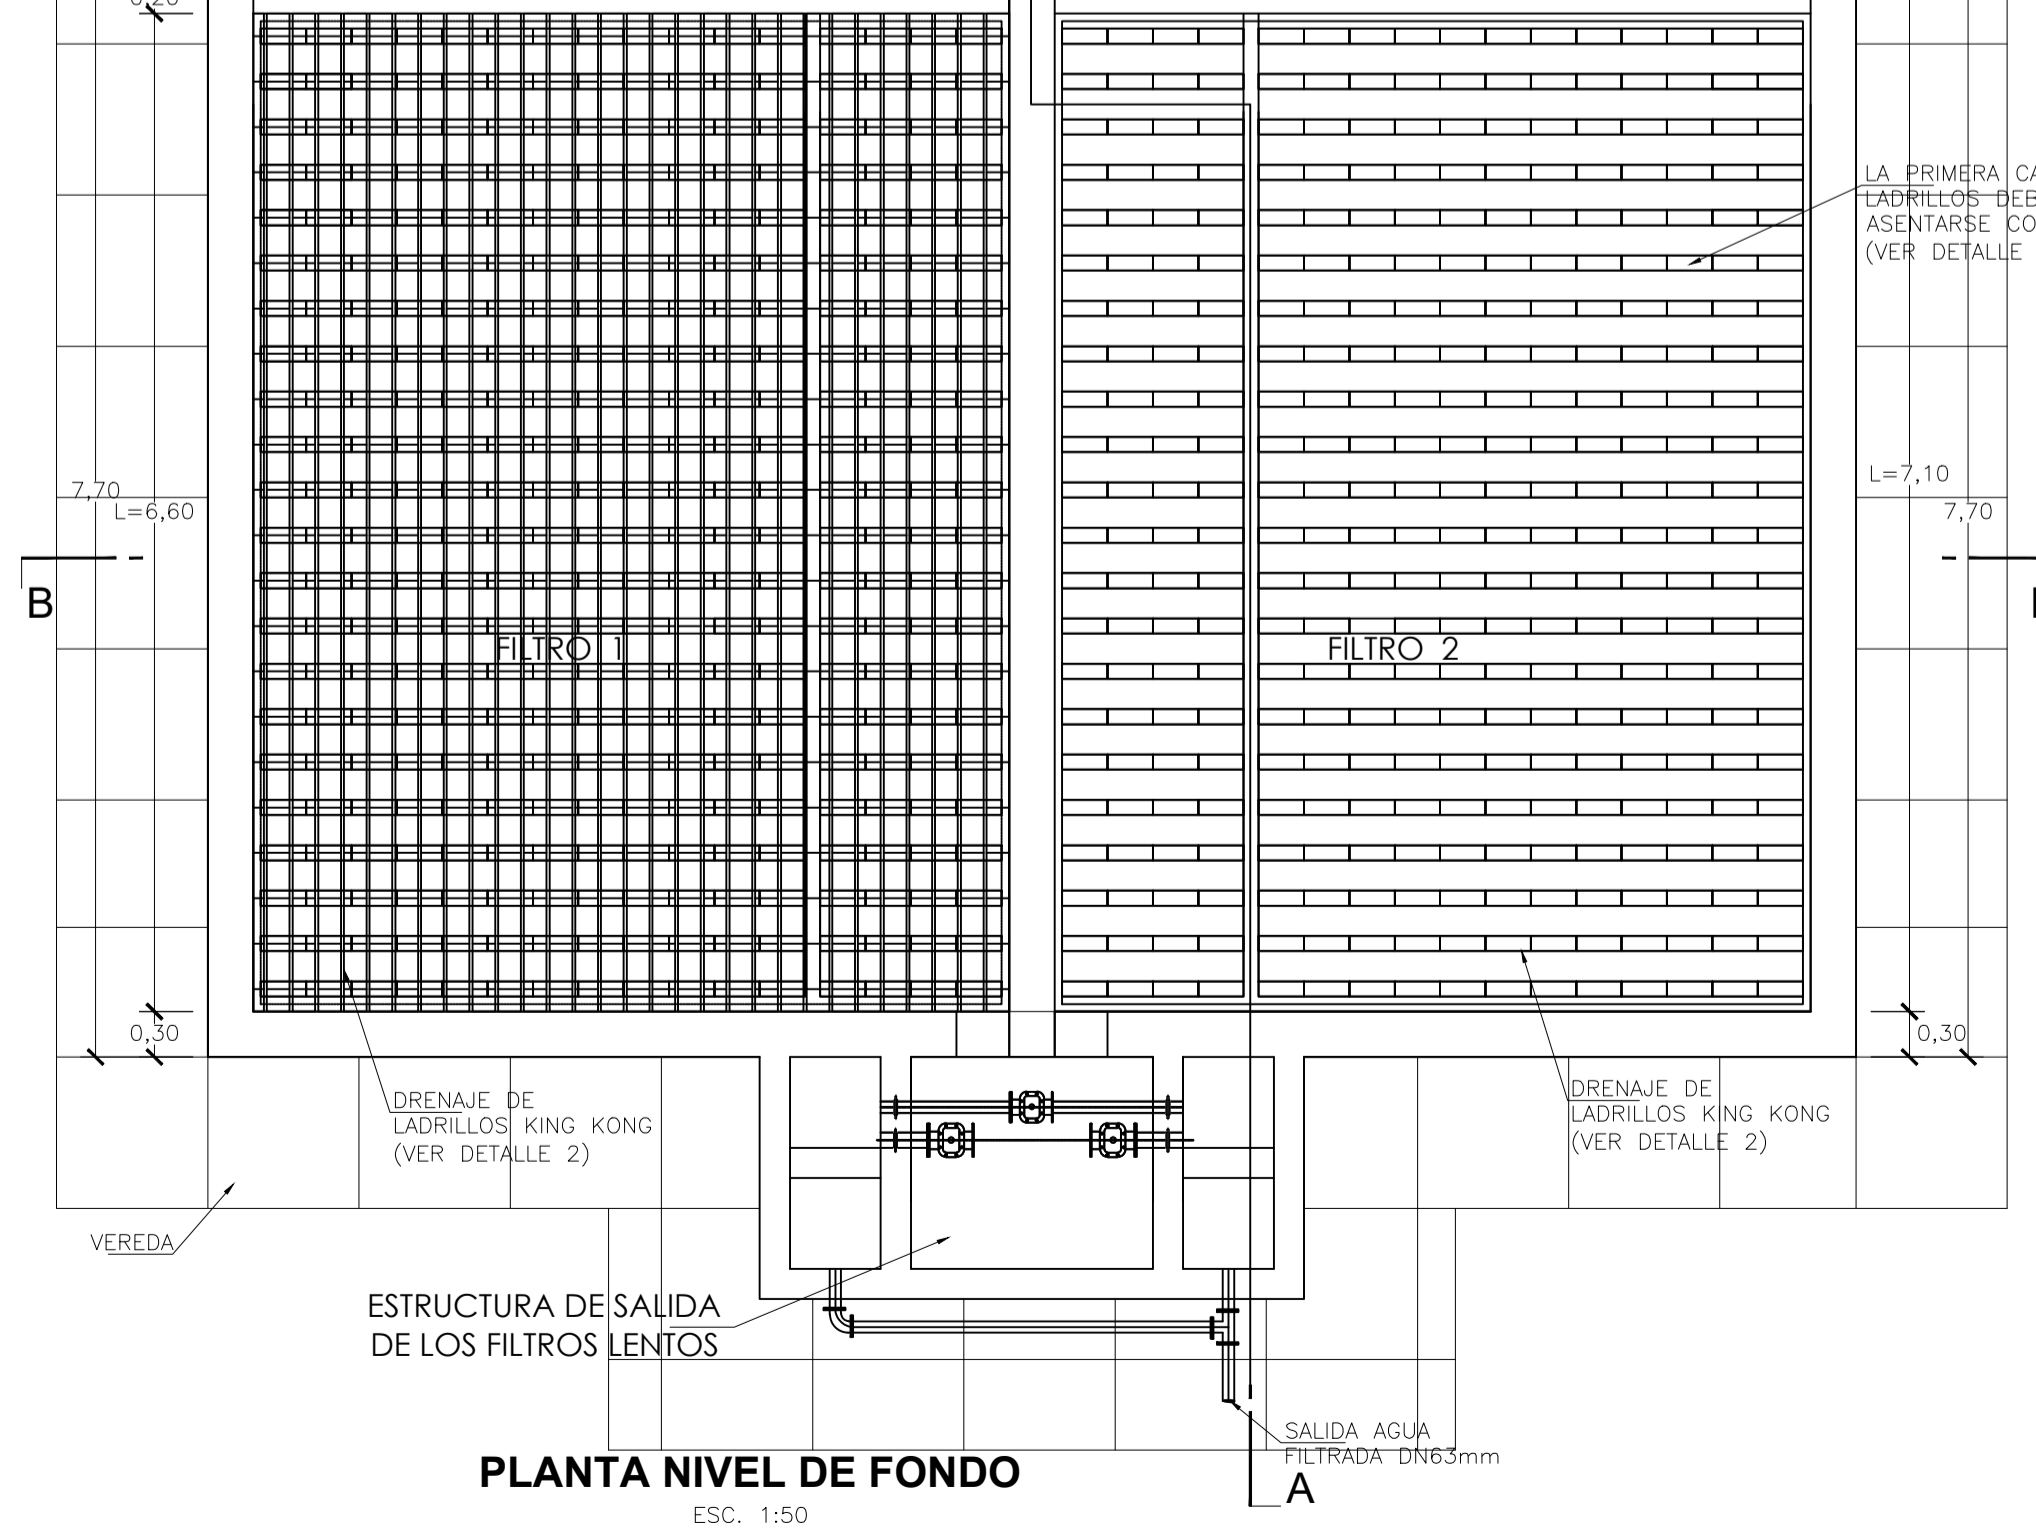 0,20
LA PRIMERA
LADRILLOS
ASENTARSE
(VER DETALLE
7,70
L=6,60
L=7,10
7,70
B
FILTRO 1
FILTRO 2
0,30
0,30
DRENAJE DE
LADRILLOS KING KONG
(VER DETALLE 2)
DRENAJE DE
LADRILLOS KING KONG
(VER DETALLE 2)
VEREDA
ESTRUCTURA DE SALIDA
DE LOS FILTROS LENTOS
SALIDA AGUA
FILTRADA DN63mm
PLANTA NIVEL DE FONDO
A
ESC. 1:50